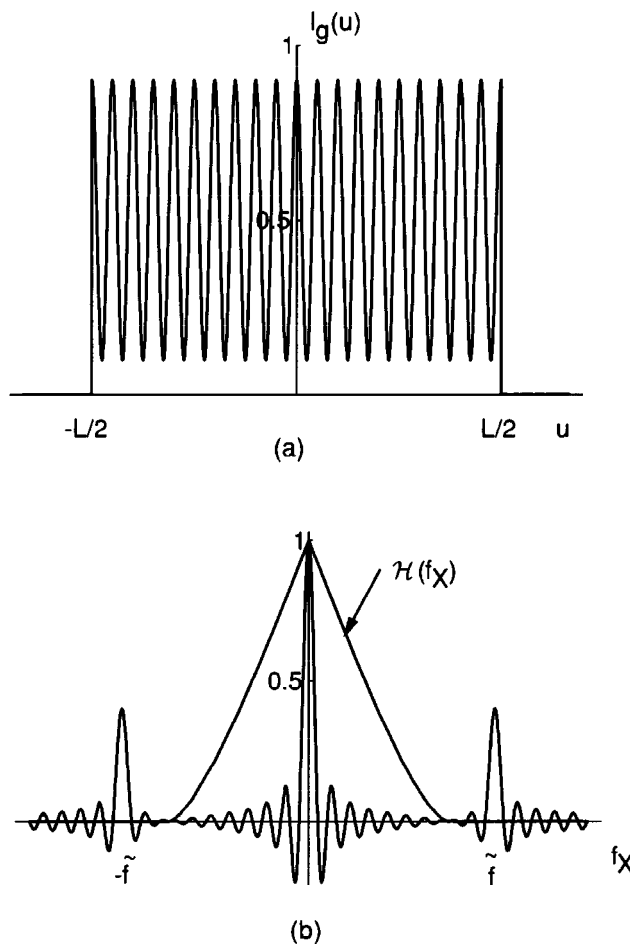 I_g(u)
1
0.5
-L/2
L/2
u
(a)
1
ℋ(f_X)
0.5
-f̃
f̃
f_X
(b)